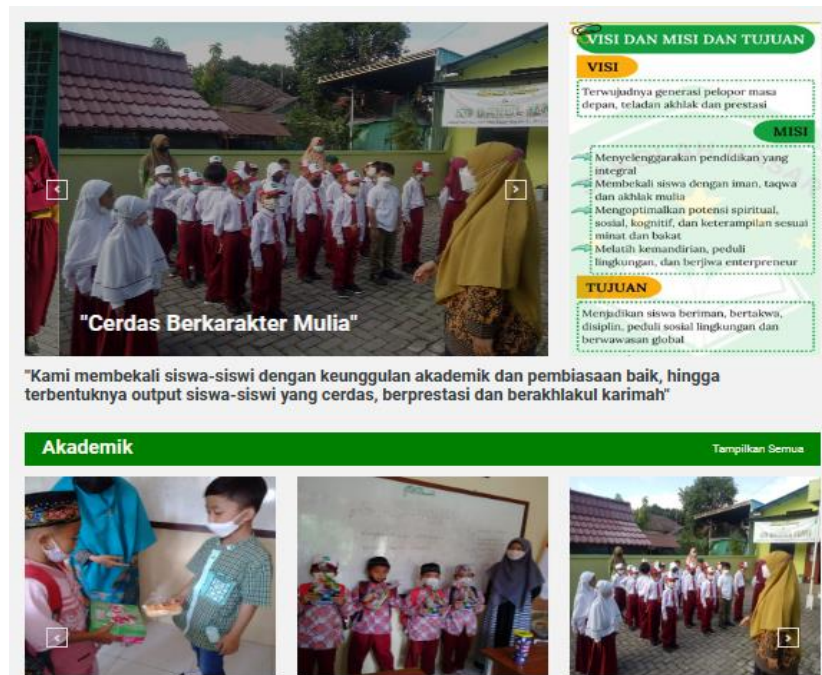 "Cerdas Berkarakter Mulia"
VISI DAN MISI DAN TUJUAN
VISI
Terwujudnya generasi pelopor masa
depan, teladan akhlak dan prestasi
MISI
Menyelenggarakan pendidikan yang
integral
Membekali siswa dengan iman, taqwa
dan akhlak mulia
Mengoptimalkan potensi spiritual,
sosial, kognitif, dan keterampilan sesuai
minat dan bakat
Melatih kemandirian, peduli
lingkungan, dan berjiwa enterpreneur
TUJUAN
Menjadikan siswa beriman, bertakwa,
disiplin, peduli sosial lingkungan dan
berwawasan global
"Kami membekali siswa-siswi dengan keunggulan akademik dan pembiasaan baik, hingga
terbentuknya output siswa-siswi yang cerdas, berprestasi dan berakhlakul karimah"
Akademik
Tampilkan Semua